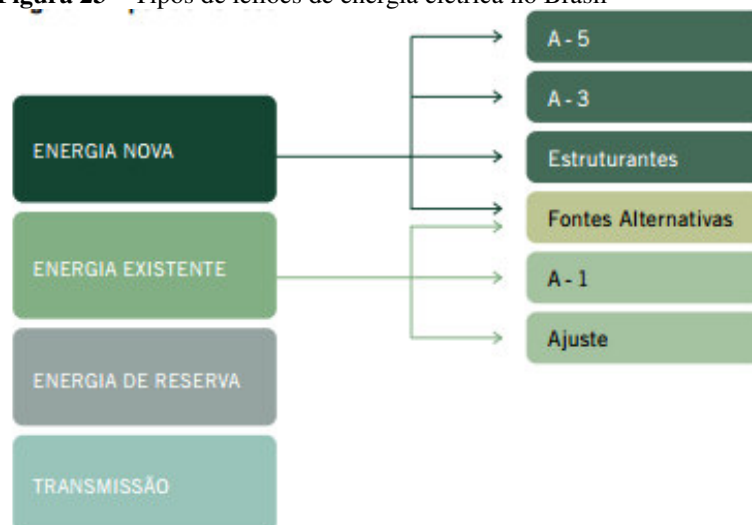 Figura 25 – Tipos de leilões de energia elétrica no Brasil
A - 5
A - 3
ENERGIA NOVA
Estruturantes
Fontes Alternativas
ENERGIA EXISTENTE
A - 1
Ajuste
ENERGIA DE RESERVA
TRANSMISSÃO